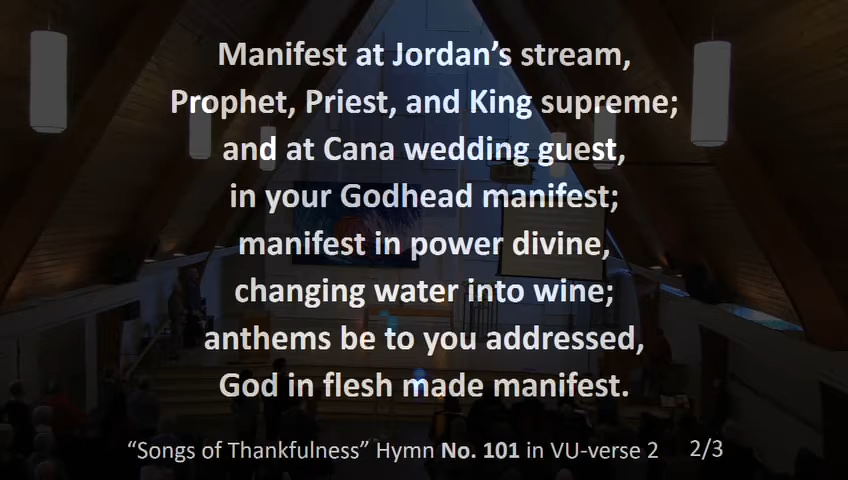 Manifest at Jordan’s stream,
Prophet, Priest, and King supreme;
and at Cana wedding guest,
in your Godhead manifest;
manifest in power divine,
changing water into wine;
anthems be to you addressed,
God in flesh made manifest.
“Songs of Thankfulness” Hymn No. 101 in VU-verse 2 2/3